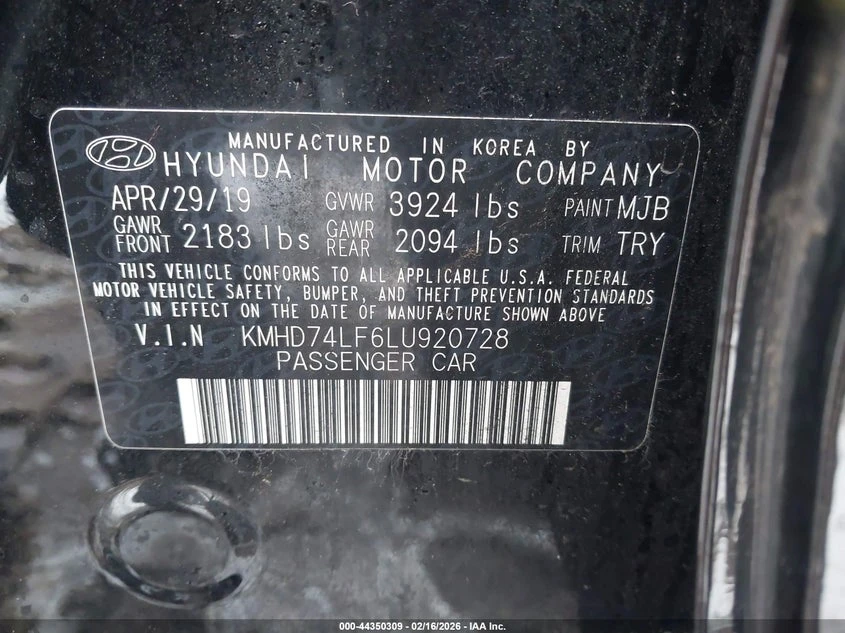 MANUFACTURED IN KOREA BY
HYUNDAI MOTOR COMPANY
APR/29/19 GVWR 3924 lbs PAINT MJB
GAWR FRONT 2183 lbs GAWR REAR 2094 lbs TRIM TRY
THIS VEHICLE CONFORMS TO ALL APPLICABLE U.S.A. FEDERAL
MOTOR VEHICLE SAFETY, BUMPER, AND THEFT PREVENTION STANDARDS
IN EFFECT ON THE DATE OF MANUFACTURE SHOWN ABOVE
V.I.N KMHD74LF6LU920728
PASSENGER CAR
000-44350309 - 02/16/2026 - IAA Inc.